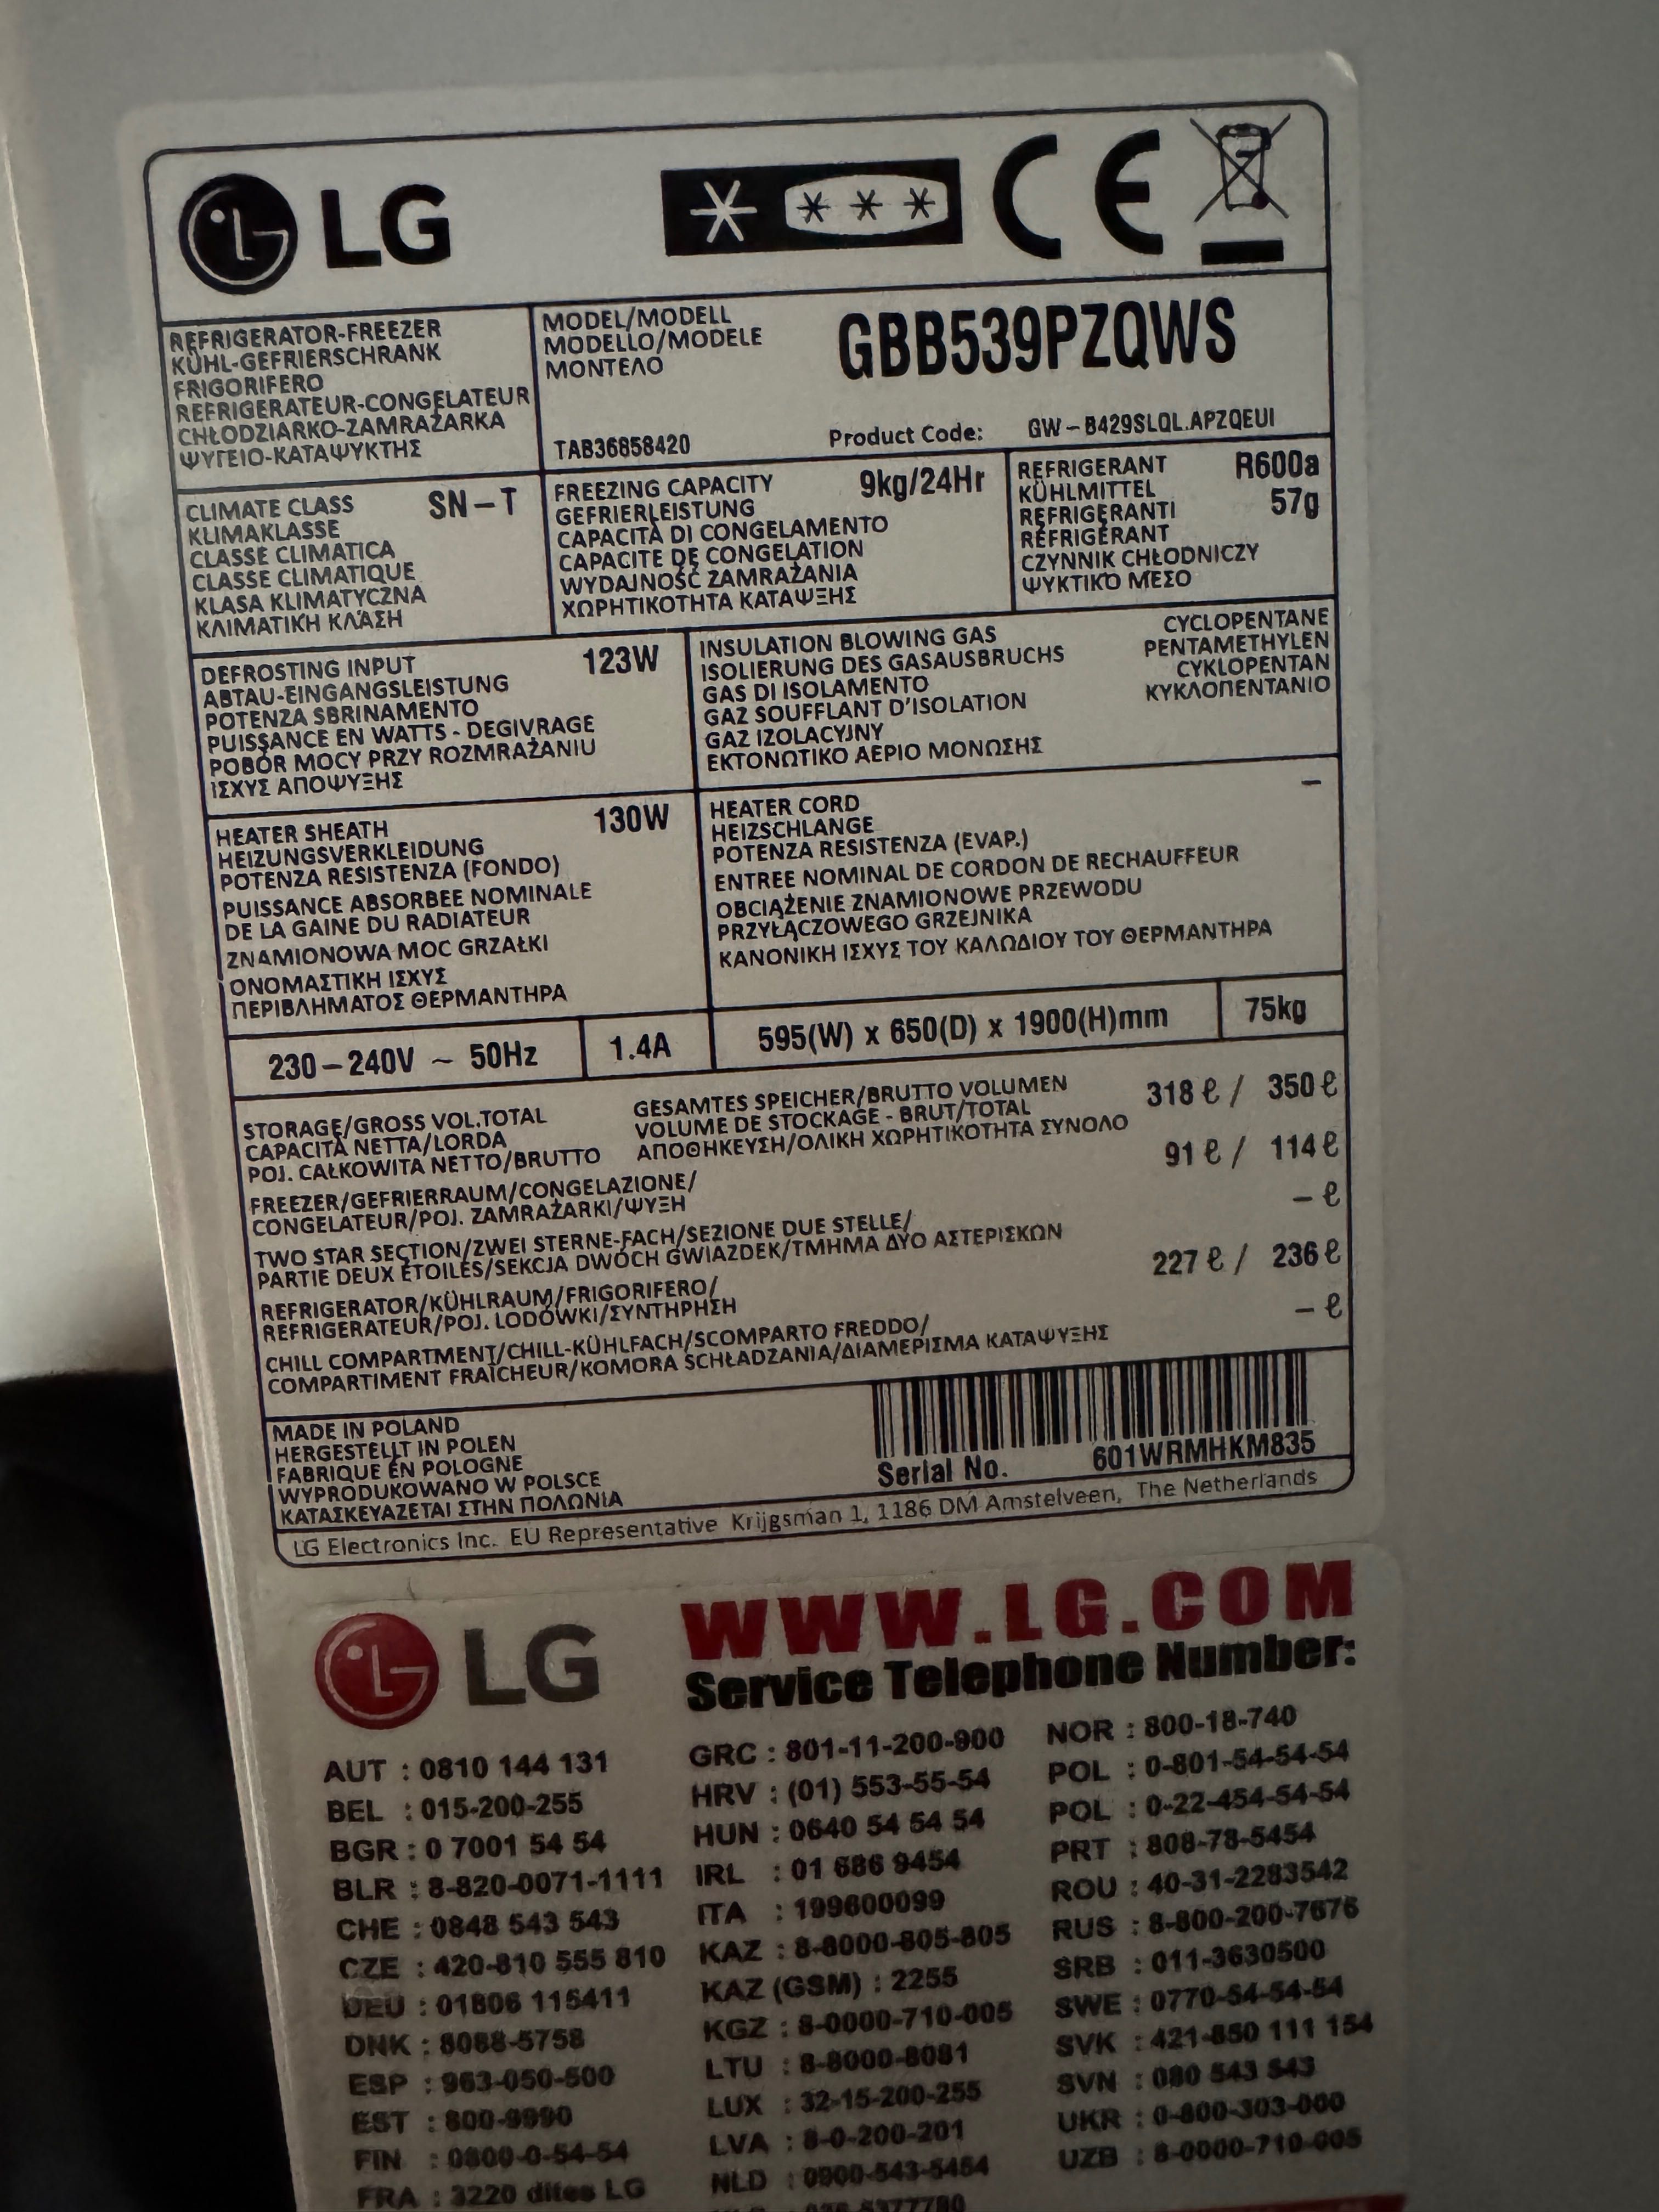 LG
CE
REFRIGERATOR-FREEZER
KÜHL-GEFRIERSCHRANK
FRIGORIFERO
REFRIGERATEUR-CONGELATEUR
CHŁODZIARKO-ZAMRAŻARKA
ΨΥΓΕΙΟ-ΚΑΤΑΨΥΚΤΗΣ
MODEL/MODELL
MODELLO/MODELE
ΜΟΝΤΕΛΟ
GBB539PZQWS
TAB36858420
Product Code: GW-B429SLQL.APZQEUI
CLIMATE CLASS SN-T
KLIMAKLASSE
CLASSE CLIMATICA
CLASSE CLIMATIQUE
KLASA KLIMATYCZNA
ΚΛΙΜΑΤΙΚΗ ΚΛΆΣΗ
FREEZING CAPACITY 9kg/24Hr
GEFRIERLEISTUNG
CAPACITÀ DI CONGELAMENTO
CAPACITE DE CONGELATION
WYDAJNOŚĆ ZAMRAŻANIA
ΧΩΡΗΤΙΚΟΤΗΤΑ ΚΑΤΑΨΞΗΣ
REFRIGERANT R600a
KÜHLMITTEL 57g
REFRIGERANTI
RÉFRIGÉRANT
CZYNNIK CHŁODNICZY
ΨΥΚΤΙΚΌ ΜΕΣΟ
DEFROSTING INPUT 123W
ABTAU-EINGANGSLEISTUNG
POTENZA SBRINAMENTO
PUISSANCE EN WATTS - DEGIVRAGE
POBÓR MOCY PRZY ROZMRAŻANIU
ΙΣΧΥΣ ΑΠΟΨΥΞΗΣ
INSULATION BLOWING GAS
ISOLIERUNG DES GASAUSBRUCHS
GAS DI ISOLAMENTO
GAZ SOUFFLANT D'ISOLATION
GAZ IZOLACYJNY
ΕΚΤΟΝΩΤΙΚΟ ΑΕΡΙΟ ΜΟΝΩΣΗΣ
CYCLOPENTANE
PENTAMETHYLEN
CYKLOPENTAN
ΚΥΚΛΟΠΕΝΤΑΝΙΟ
HEATER SHEATH 130W
HEIZUNGSVERKLEIDUNG
POTENZA RESISTENZA (FONDO)
PUISSANCE ABSORBEE NOMINALE
DE LA GAINE DU RADIATEUR
ZNAMIONOWA MOC GRZAŁKI
ΟΝΟΜΑΣΤΙΚΗ ΙΣΧΥΣ
ΠΕΡΙΒΛΗΜΑΤΟΣ ΘΕΡΜΑΝΤΗΡΑ
HEATER CORD –
HEIZSCHLANGE
POTENZA RESISTENZA (EVAP.)
ENTREE NOMINAL DE CORDON DE RECHAUFFEUR
OBCIĄŻENIE ZNAMIONOWE PRZEWODU
PRZYŁĄCZOWEGO GRZEJNIKA
ΚΑΝΟΝΙΚΗ ΙΣΧΥΣ ΤΟΥ ΚΑΛΩΔΙΟΥ ΤΟΥ ΘΕΡΜΑΝΤΗΡΑ
230-240V ~ 50Hz 1.4A 595(W) x 650(D) x 1900(H)mm 75kg
STORAGE/GROSS VOL.TOTAL
CAPACITÀ NETTA/LORDA
POJ. CAŁKOWITA NETTO/BRUTTO
GESAMTES SPEICHER/BRUTTO VOLUMEN
VOLUME DE STOCKAGE - BRUT/TOTAL
ΑΠΟΘΗΚΕΥΣΗ/ΟΛΙΚΗ ΧΩΡΗΤΙΚΟΤΗΤΑ ΣΥΝΟΛΟ
318 ℓ / 350 ℓ
FREEZER/GEFRIERRAUM/CONGELAZIONE/
CONGELATEUR/POJ. ZAMRAŻARKI/ΨΥΞΗ
91 ℓ / 114 ℓ
TWO STAR SECTION/ZWEI STERNE-FACH/SEZIONE DUE STELLE/
PARTIE DEUX ÉTOILES/SEKCJA DWÓCH GWIAZDEK/ΤΜΗΜΑ ΔΥΟ ΑΣΤΕΡΙΣΚΩΝ
– ℓ
REFRIGERATOR/KÜHLRAUM/FRIGORIFERO/
REFRIGERATEUR/POJ. LODÓWKI/ΣΥΝΤΗΡΗΣΗ
227 ℓ / 236 ℓ
CHILL COMPARTMENT/CHILL-KÜHLFACH/SCOMPARTO FREDDO/
COMPARTIMENT FRAÎCHEUR/KOMORA SCHŁADZANIA/ΔΙΑΜΕΡΙΣΜΑ ΚΑΤΑΨΥΞΗΣ
– ℓ
MADE IN POLAND
HERGESTELLT IN POLEN
FABRIQUE EN POLOGNE
WYPRODUKOWANO W POLSCE
ΚΑΤΑΣΚΕΥΑΖΕΤΑΙ ΣΤΗΝ ΠΟΛΩΝΙΑ
Serial No. 601WRMHKM835
LG Electronics Inc. EU Representative Krijgsman 1, 1186 DM Amstelveen, The Netherlands
LG
WWW.LG.COM
Service Telephone Number:
AUT : 0810 144 131
BEL : 015-200-255
BGR : 0 7001 54 54
BLR : 8-820-0071-1111
CHE : 0848 543 543
CZE : 420-810 555 810
DEU : 01806 115411
DNK : 8088-5758
ESP : 963-050-500
EST : 800-9990
FIN : 0800-0-54-54
FRA : 3220 dites LG
GRC : 801-11-200-900
HRV : (01) 553-55-54
HUN : 0640 54 54 54
IRL : 01 686 9454
ITA : 199600099
KAZ : 8-8000-805-805
KAZ (GSM) : 2255
KGZ : 8-0000-710-005
LTU : 8-8000-8081
LUX : 32-15-200-255
LVA : 8-0-200-201
NLD : 0900-543-5454
NOR : 800-18-740
POL : 0-801-54-54-54
POL : 0-22-454-54-54
PRT : 808-78-5454
ROU : 40-31-2283542
RUS : 8-800-200-7676
SRB : 011-3630500
SWE : 0770-54-54-54
SVK : 421-850 111 154
SVN : 080 543 543
UKR : 0-800-303-000
UZB : 8-0000-710-005